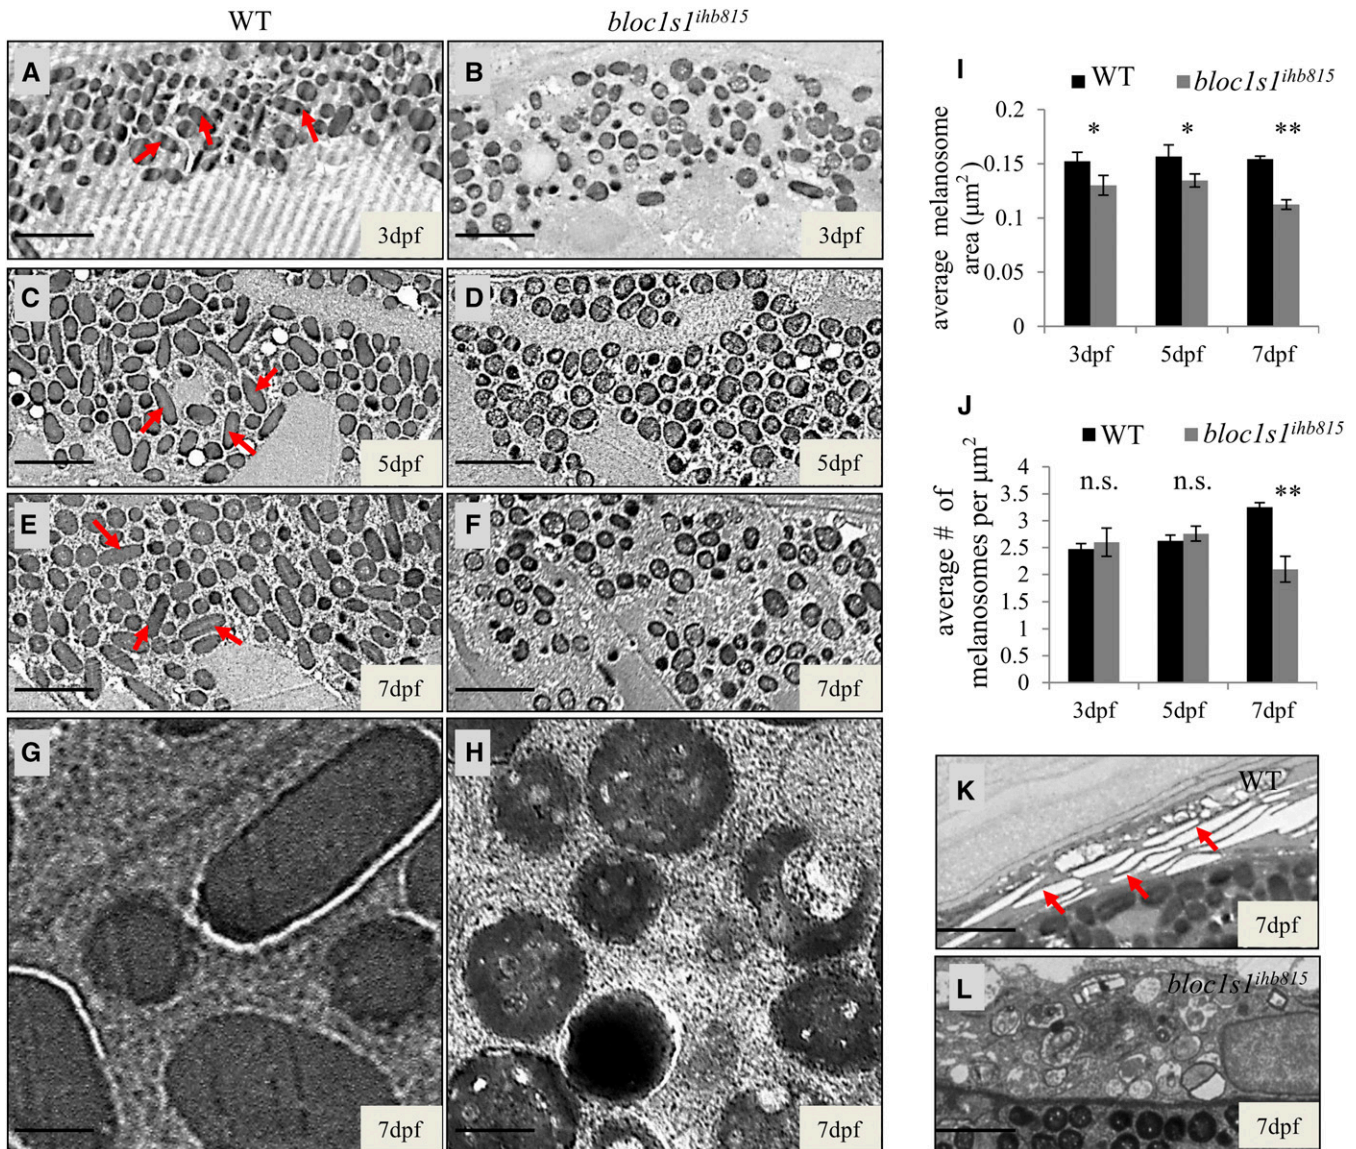 WT
bloc1s1ihb815
A
3dpf
B
3dpf
C
5dpf
D
5dpf
E
7dpf
F
7dpf
G
7dpf
H
7dpf
I
WT bloc1s1ihb815
average melanosome
area (μm2)
0.2
0.15
0.1
0.05
0
* * **
3dpf 5dpf 7dpf
J
WT bloc1s1ihb815
average # of
melanosomes per μm2
4
3.5
3
2.5
2
1.5
1
0.5
0
n.s. n.s. **
3dpf 5dpf 7dpf
K
WT
7dpf
L
bloc1s1ihb815
7dpf